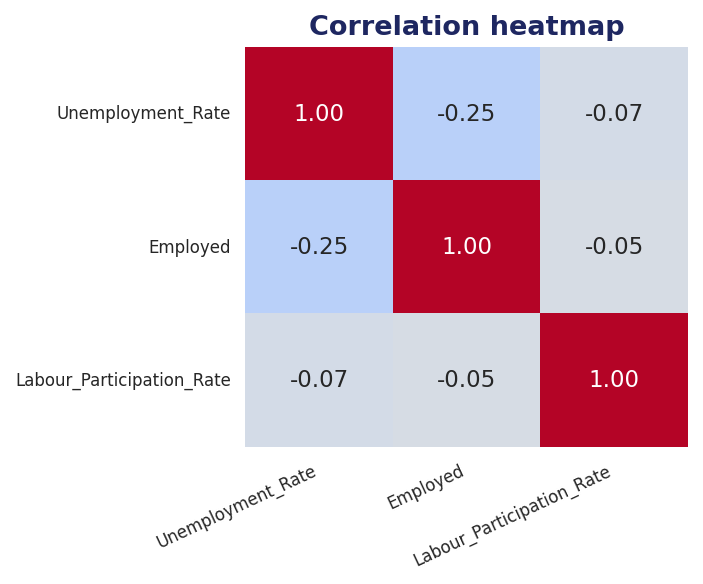 Correlation heatmap
Unemployment_Rate 1.00 -0.25 -0.07
Employed -0.25 1.00 -0.05
Labour_Participation_Rate -0.07 -0.05 1.00
Unemployment_Rate Employed Labour_Participation_Rate